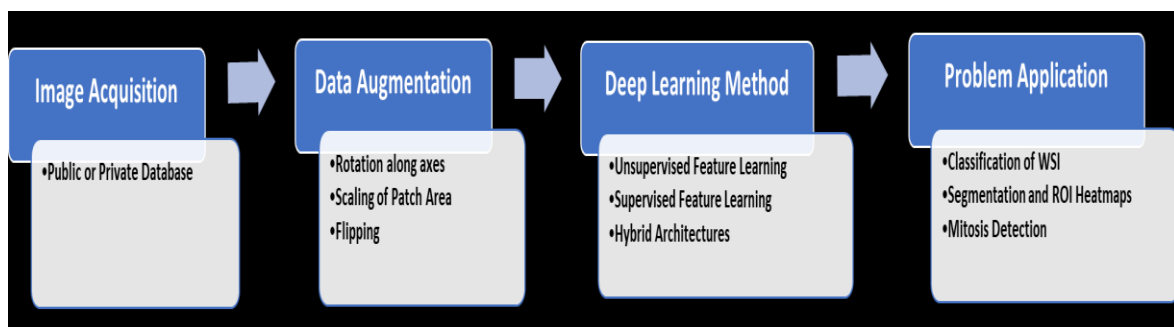 Image Acquisition
•Public or Private Database
Data Augmentation
•Rotation along axes
•Scaling of Patch Area
•Flipping
Deep Learning Method
•Unsupervised Feature Learning
•Supervised Feature Learning
•Hybrid Architectures
Problem Application
•Classification of WSI
•Segmentation and ROI Heatmaps
•Mitosis Detection